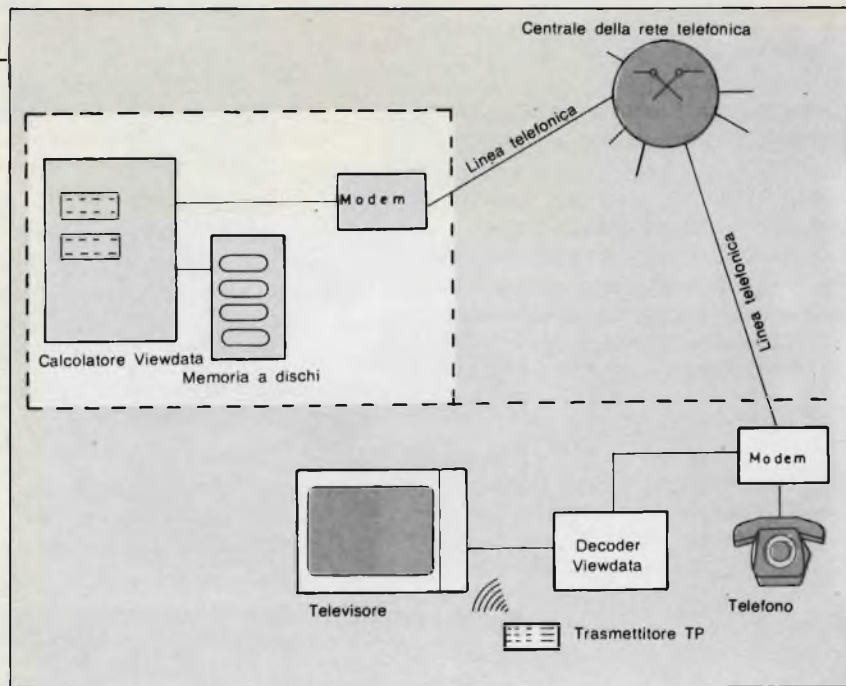 Centrale della rete telefonica
Linea telefonica
Modem
Calcolatore Viewdata
Memoria a dischi
Linea telefonica
Modem
Decoder
Viewdata
Televisore
Telefono
Trasmettitore TP